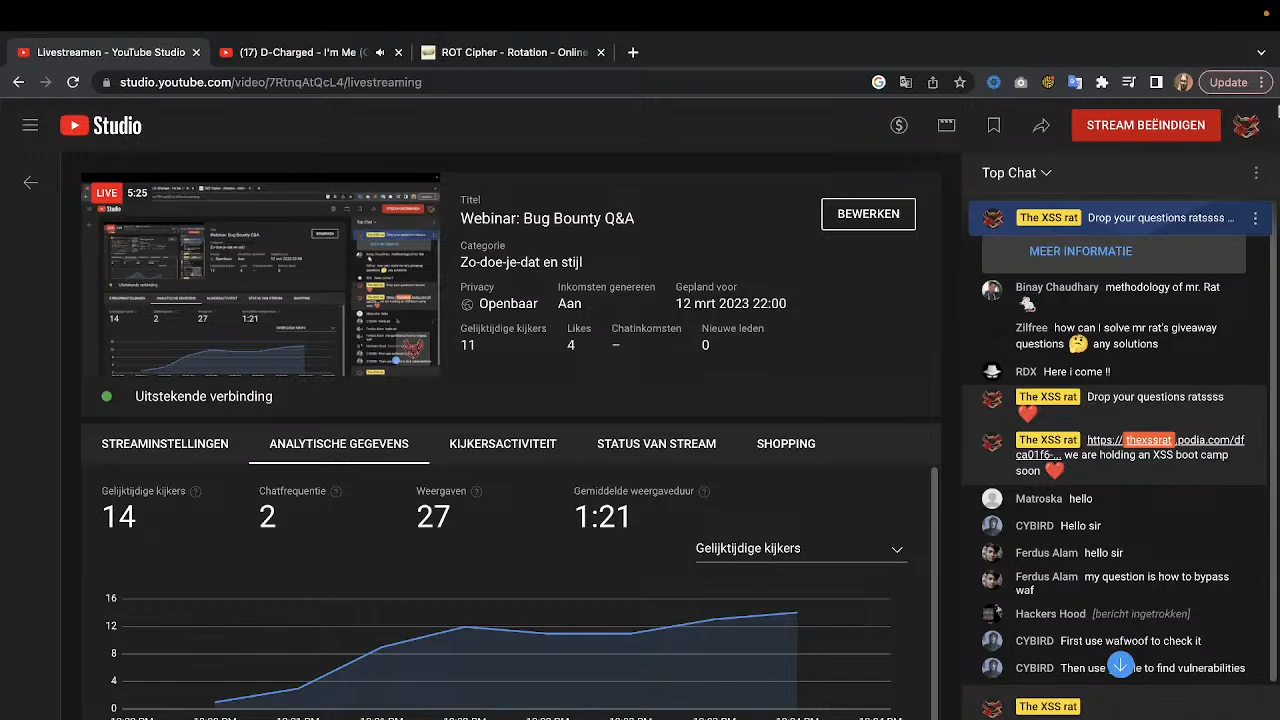 Livestreamen - YouTube Studio
(17) D-Charged - I'm Me (
ROT Cipher - Rotation - Online
studio.youtube.com/video/7RtnqAtQcL4/livestreaming
Update
Studio
STREAM BEËINDIGEN
LIVE 5:25
Titel
Webinar: Bug Bounty Q&A
BEWERKEN
Categorie
Zo-doe-je-dat en stijl
Privacy
Openbaar
Inkomsten genereren
Aan
Gepland voor
12 mrt 2023 22:00
Gelijktijdige kijkers
11
Likes
4
Chatinkomsten
–
Nieuwe leden
0
Uitstekende verbinding
STREAMINSTELLINGEN
ANALYTISCHE GEGEVENS
KIJKERSACTIVITEIT
STATUS VAN STREAM
SHOPPING
Gelijktijdige kijkers
14
Chatfrequentie
2
Weergaven
27
Gemiddelde weergaveduur
1:21
Gelijktijdige kijkers
16
12
8
4
0
Top Chat
The XSS rat Drop your questions ratssss ...
MEER INFORMATIE
Binay Chaudhary methodology of mr. Rat
Zilfree how can we make mr rats giveaway
questions 🤔 any solutions
RDX Here i come !!
The XSS rat Drop your questions ratssss
❤️
The XSS rat https://thexssrat.podia.com/df
ca01f6-... we are holding an XSS boot camp
soon ❤️
Matroska hello
CYBIRD Hello sir
Ferdus Alam hello sir
Ferdus Alam my question is how to bypass
waf
Hackers Hood [bericht ingetrokken]
CYBIRD First use wafwoof to check it
CYBIRD Then use to find vulnerabilities
The XSS rat